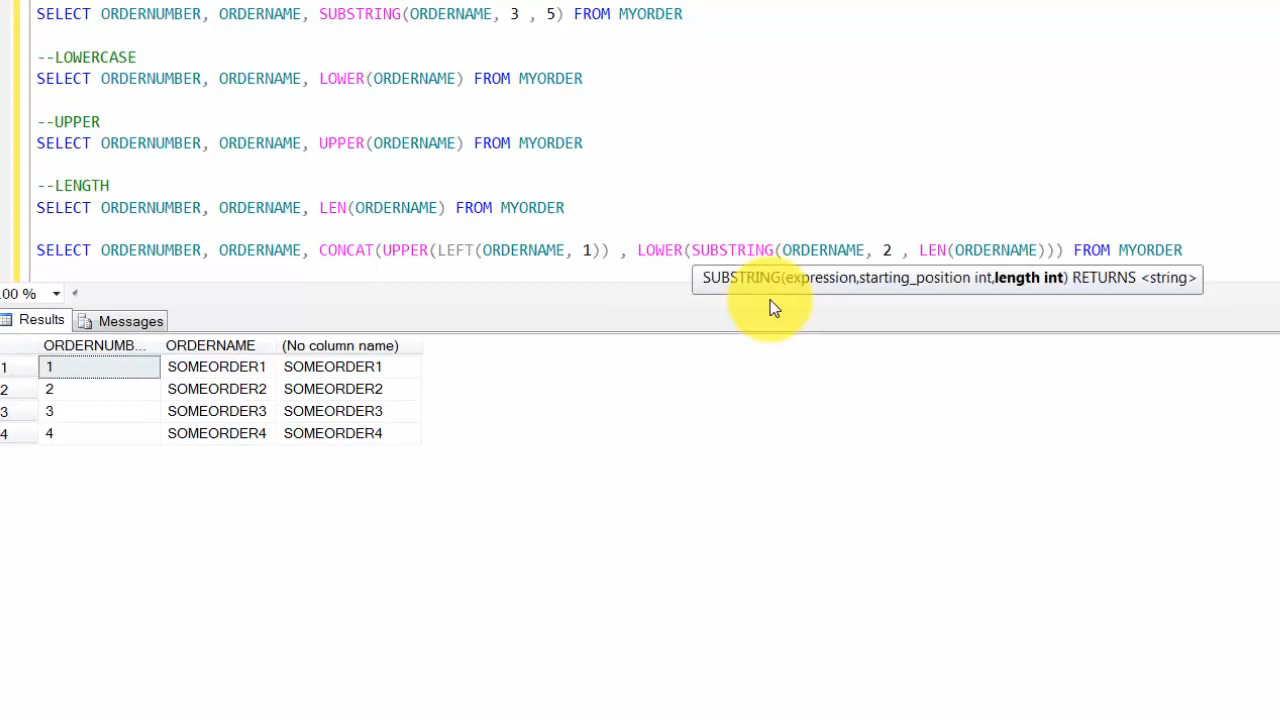 SELECT ORDERNUMBER, ORDERNAME, SUBSTRING(ORDERNAME, 3 , 5) FROM MYORDER
--LOWERCASE
SELECT ORDERNUMBER, ORDERNAME, LOWER(ORDERNAME) FROM MYORDER
--UPPER
SELECT ORDERNUMBER, ORDERNAME, UPPER(ORDERNAME) FROM MYORDER
--LENGTH
SELECT ORDERNUMBER, ORDERNAME, LEN(ORDERNAME) FROM MYORDER
SELECT ORDERNUMBER, ORDERNAME, CONCAT(UPPER(LEFT(ORDERNAME, 1)) , LOWER(SUBSTRING(ORDERNAME, 2 , LEN(ORDERNAME))) FROM MYORDER
SUBSTRING(expression,starting_position int,length int) RETURNS <string>
.00 %
Results Messages
ORDERNUMB... ORDERNAME (No column name)
1 1 SOMEORDER1 SOMEORDER1
2 2 SOMEORDER2 SOMEORDER2
3 3 SOMEORDER3 SOMEORDER3
4 4 SOMEORDER4 SOMEORDER4